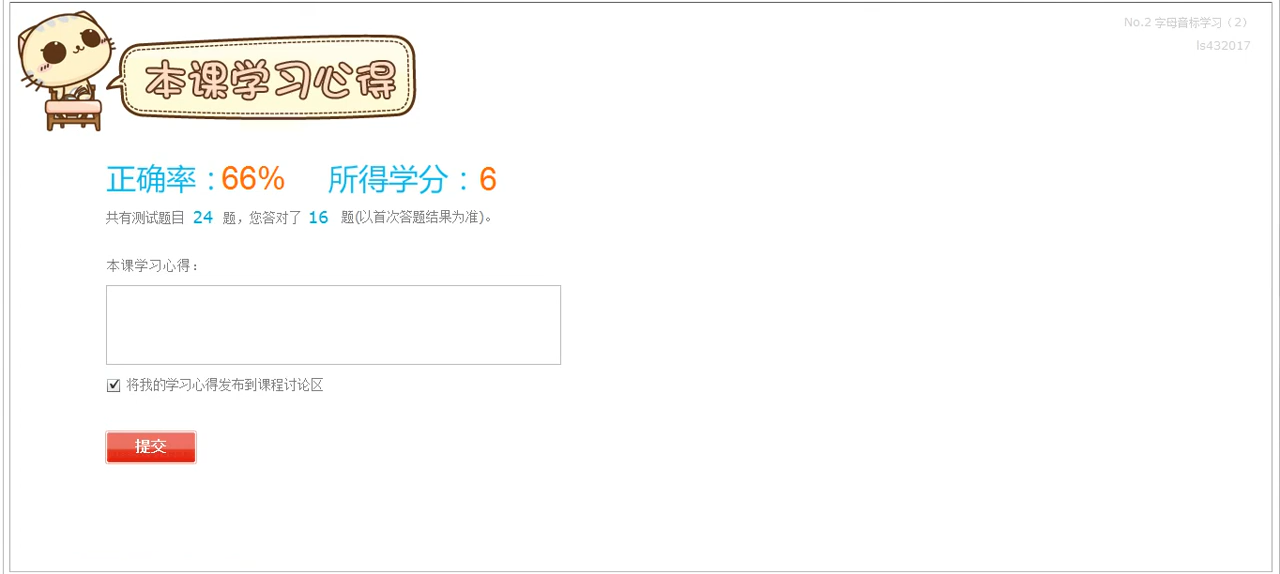 No.2 字母音标学习（2）
ls432017
本课学习心得
正确率：66% 所得学分：6
共有测试题目 24 题，您答对了 16 题(以首次答题结果为准)。
本课学习心得：
将我的学习心得发布到课程讨论区
提交